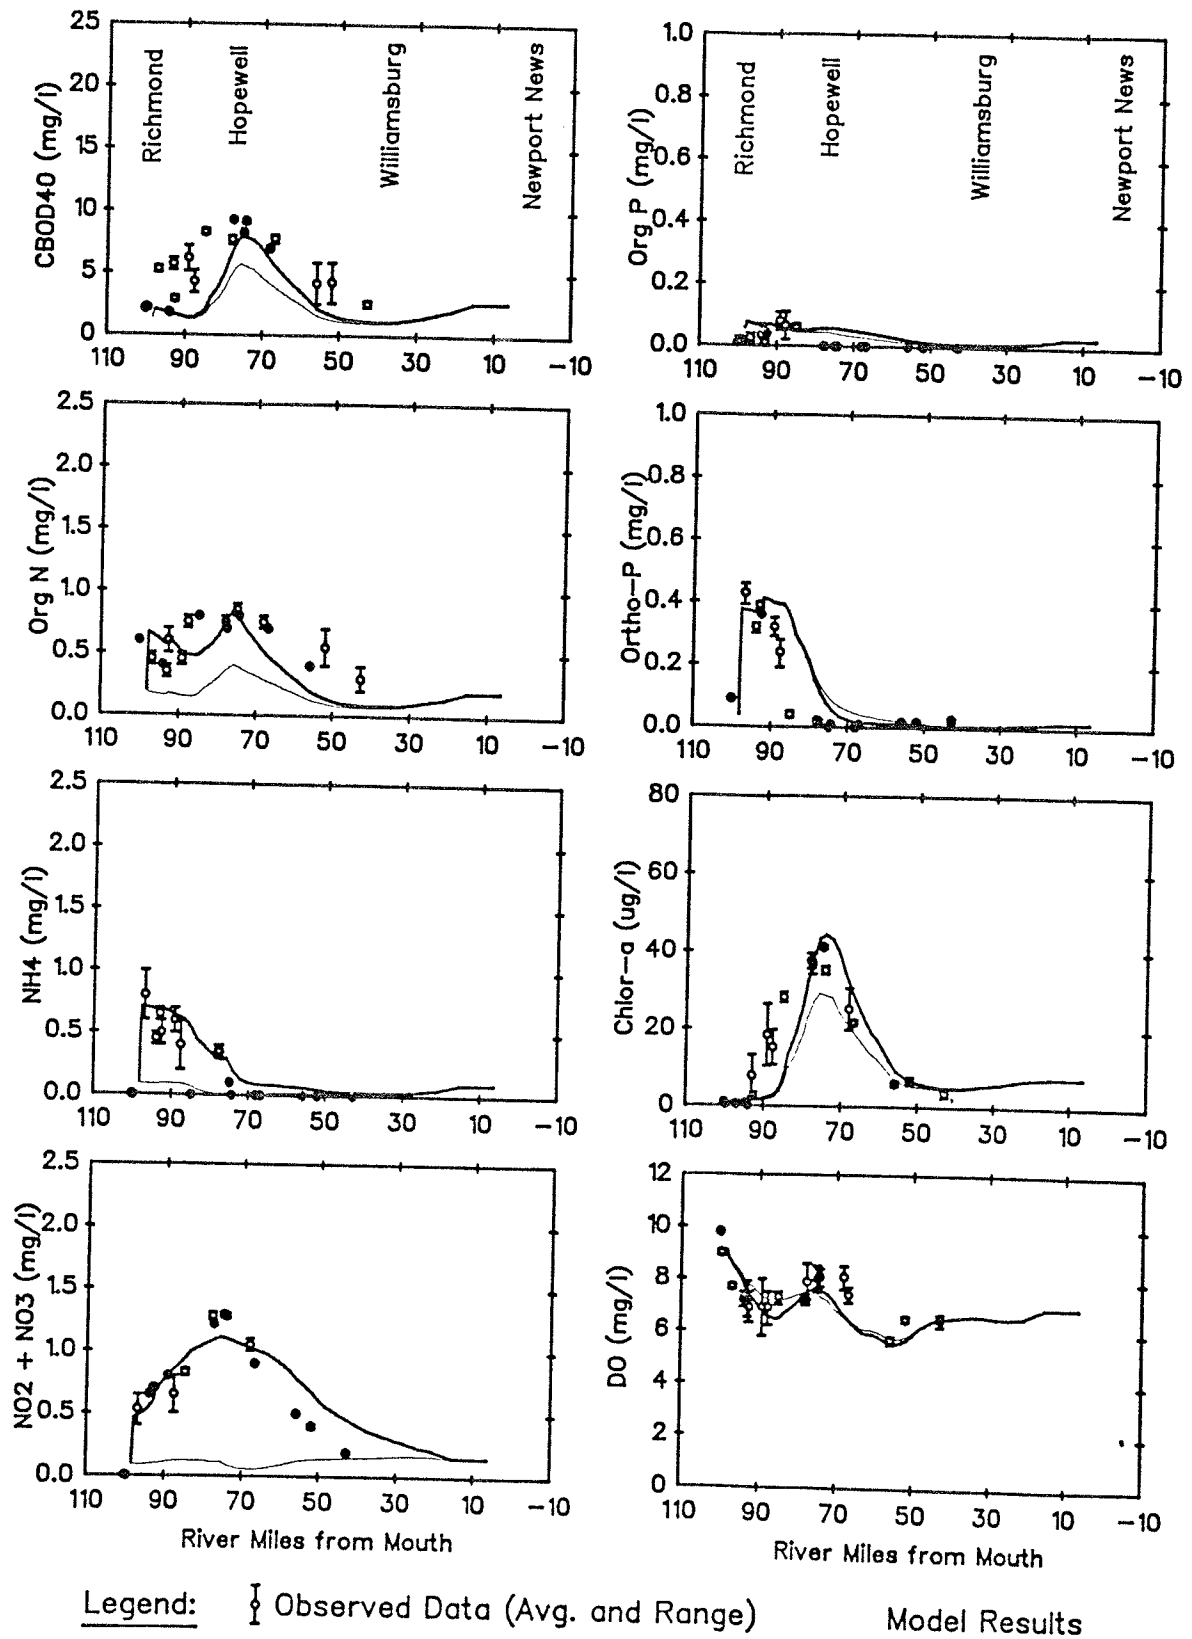 25
20
15
10
5
0
CBOD40 (mg/l)
Richmond
Hopewell
Williamsburg
Newport News
110 90 70 50 30 10 −10
1.0
0.8
0.6
0.4
0.2
0.0
Org P (mg/l)
Richmond
Hopewell
Williamsburg
Newport News
110 90 70 50 30 10 −10
2.5
2.0
1.5
1.0
0.5
0.0
Org N (mg/l)
110 90 70 50 30 10 −10
1.0
0.8
0.6
0.4
0.2
0.0
Ortho−P (mg/l)
110 90 70 50 30 10 −10
2.5
2.0
1.5
1.0
0.5
0.0
NH4 (mg/l)
110 90 70 50 30 10 −10
80
60
40
20
0
Chlor−a (ug/l)
110 90 70 50 30 10 −10
2.5
2.0
1.5
1.0
0.5
0.0
NO2 + NO3 (mg/l)
110 90 70 50 30 10 −10
River Miles from Mouth
12
10
8
6
4
2
0
DO (mg/l)
110 90 70 50 30 10 −10
River Miles from Mouth
Legend: Observed Data (Avg. and Range) Model Results